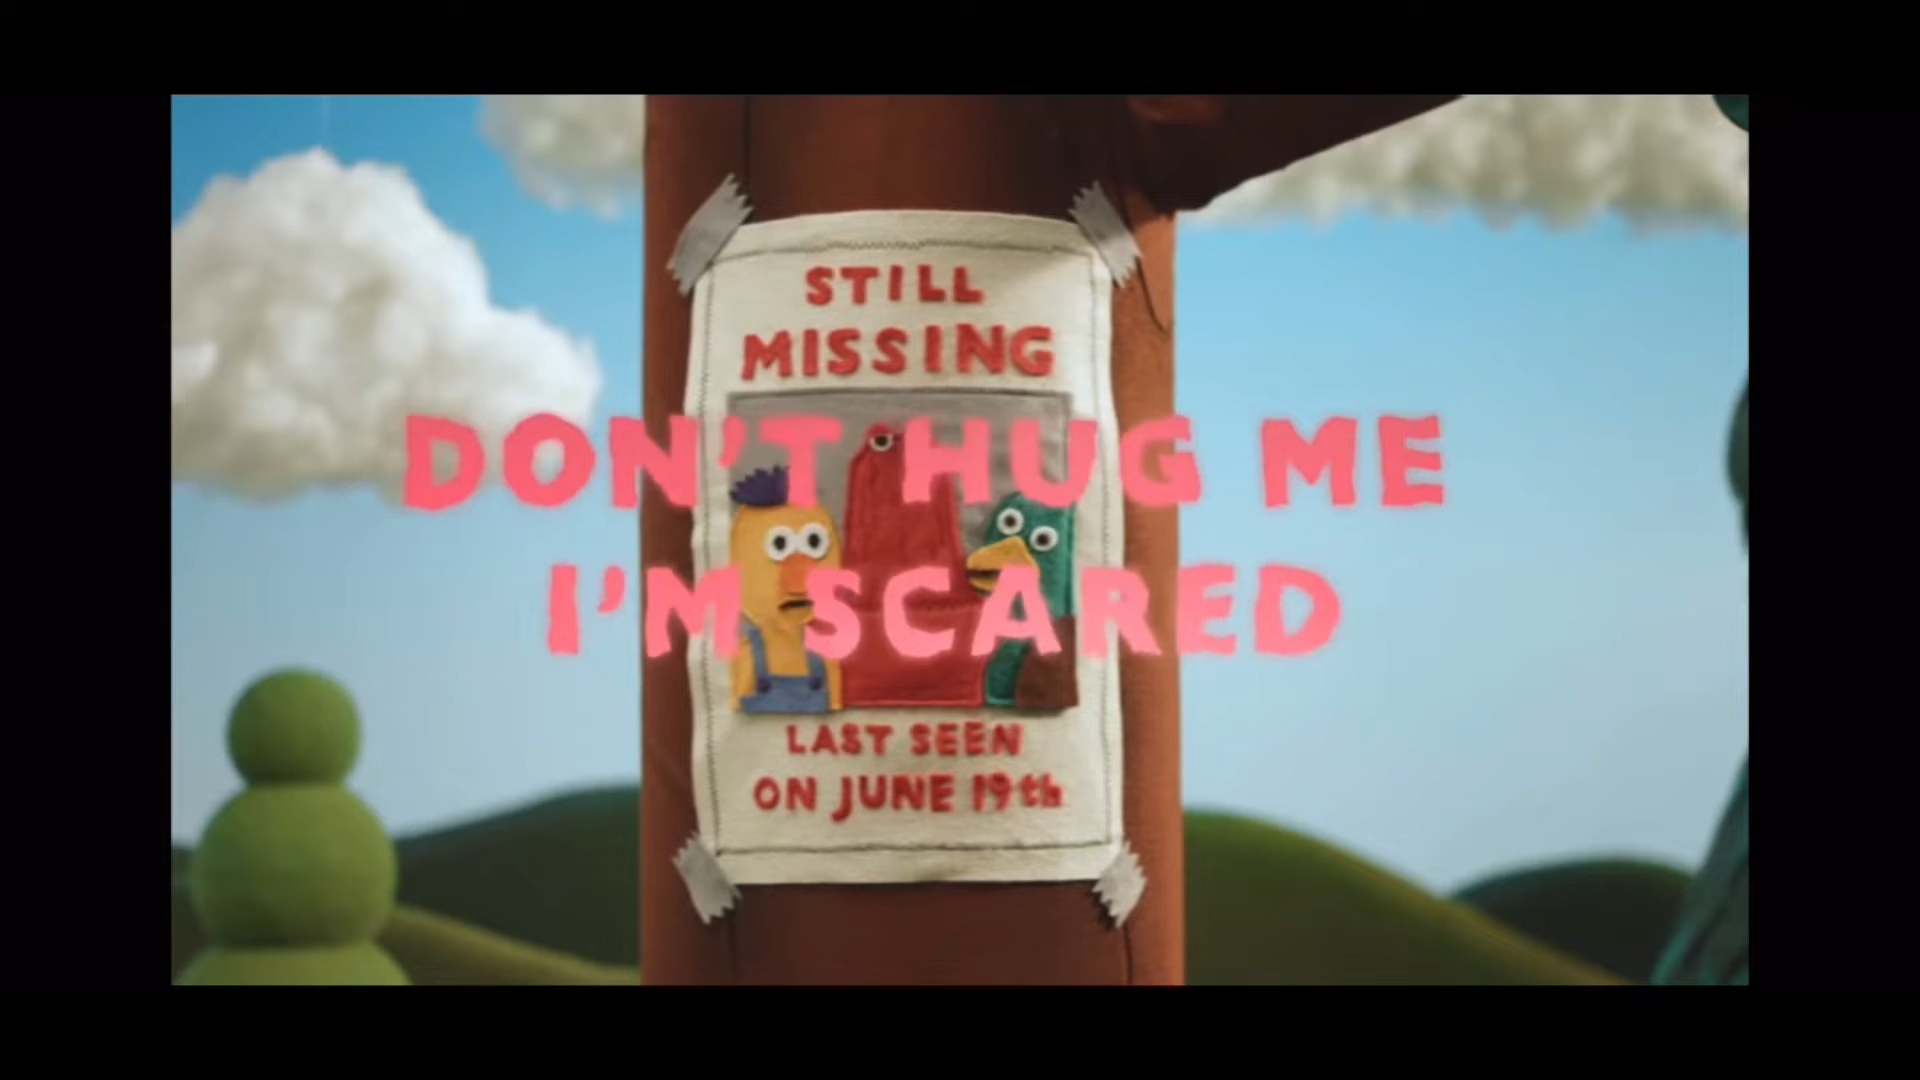 STILL
MISSING
DON'T HUG ME
I'M SCARED
LAST SEEN
ON JUNE 19th